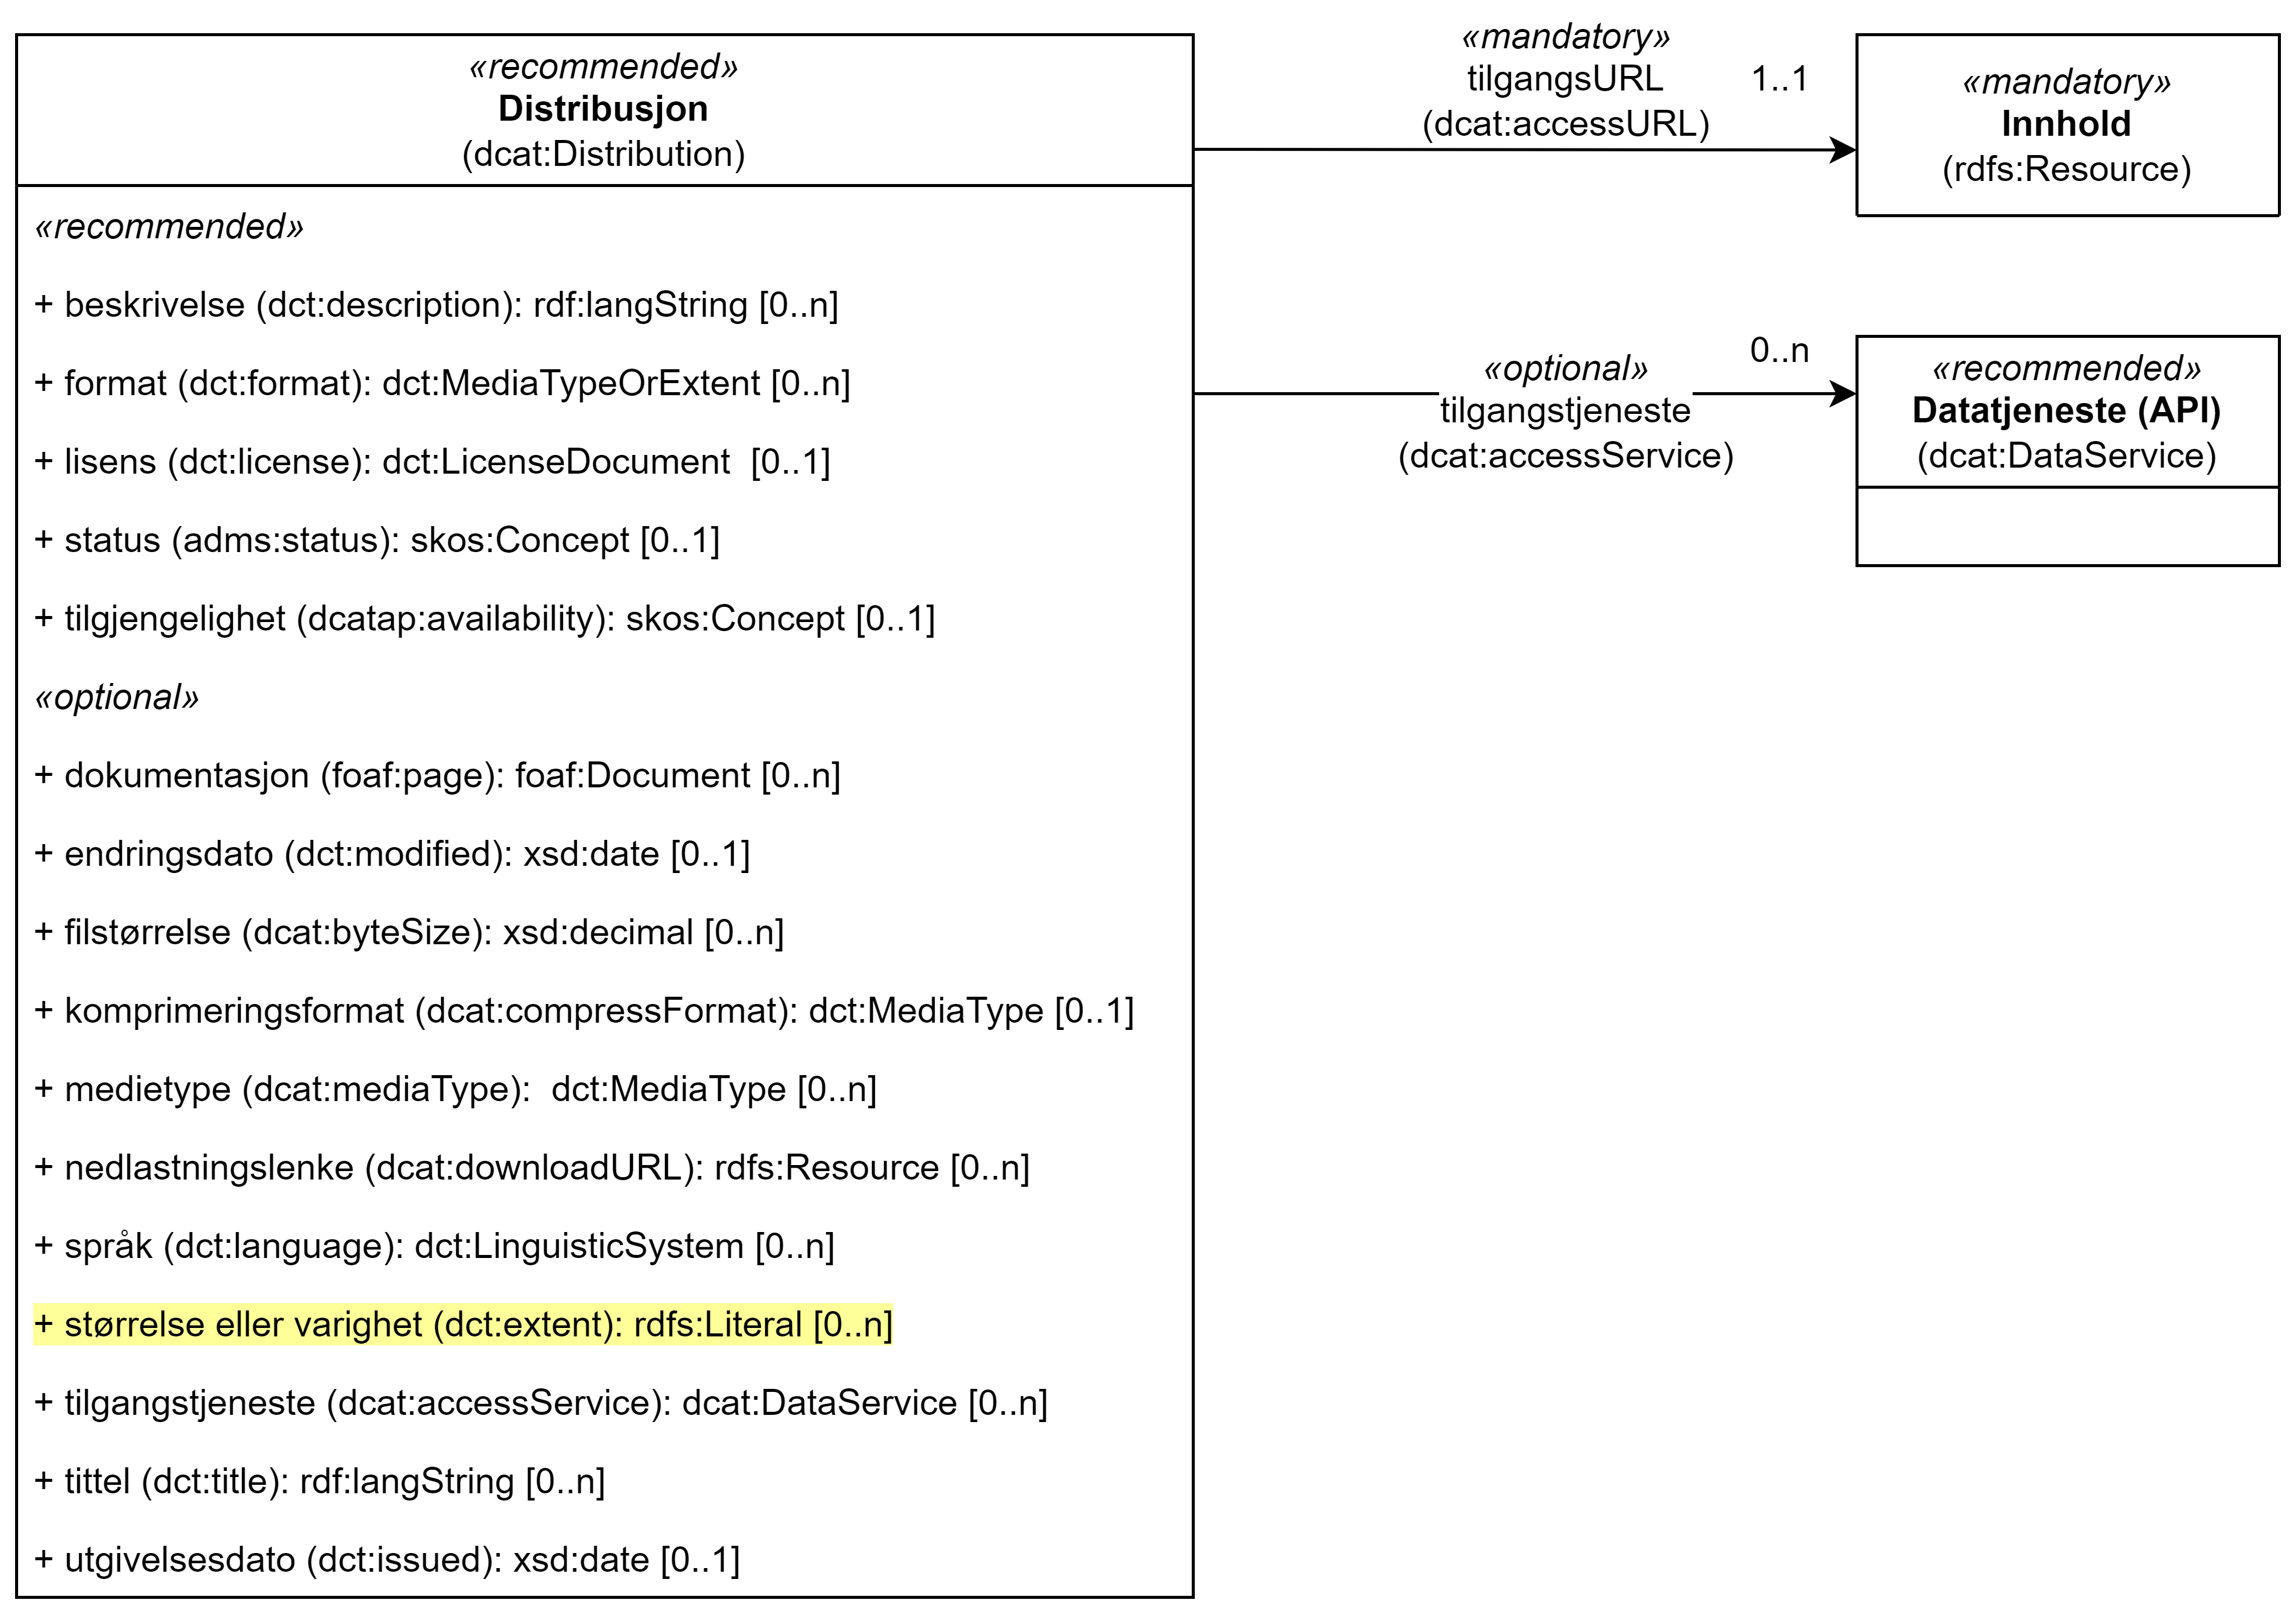 «recommended»
Distribusjon
(dcat:Distribution)
«recommended»
+ beskrivelse (dct:description): rdf:langString [0..n]
+ format (dct:format): dct:MediaTypeOrExtent [0..n]
+ lisens (dct:license): dct:LicenseDocument  [0..1]
+ status (adms:status): skos:Concept [0..1]
+ tilgjengelighet (dcatap:availability): skos:Concept [0..1]
«optional»
+ dokumentasjon (foaf:page): foaf:Document [0..n]
+ endringsdato (dct:modified): xsd:date [0..1]
+ filstørrelse (dcat:byteSize): xsd:decimal [0..n]
+ komprimeringsformat (dcat:compressFormat): dct:MediaType [0..1]
+ medietype (dcat:mediaType):  dct:MediaType [0..n]
+ nedlastningslenke (dcat:downloadURL): rdfs:Resource [0..n]
+ språk (dct:language): dct:LinguisticSystem [0..n]
+ størrelse eller varighet (dct:extent): rdfs:Literal [0..n]
+ tilgangstjeneste (dcat:accessService): dcat:DataService [0..n]
+ tittel (dct:title): rdf:langString [0..n]
+ utgivelsesdato (dct:issued): xsd:date [0..1]
«mandatory»
tilgangsURL
(dcat:accessURL)
1..1
«mandatory»
Innhold
(rdfs:Resource)
«optional»
tilgangstjeneste
(dcat:accessService)
0..n
«recommended»
Datatjeneste (API)
(dcat:DataService)